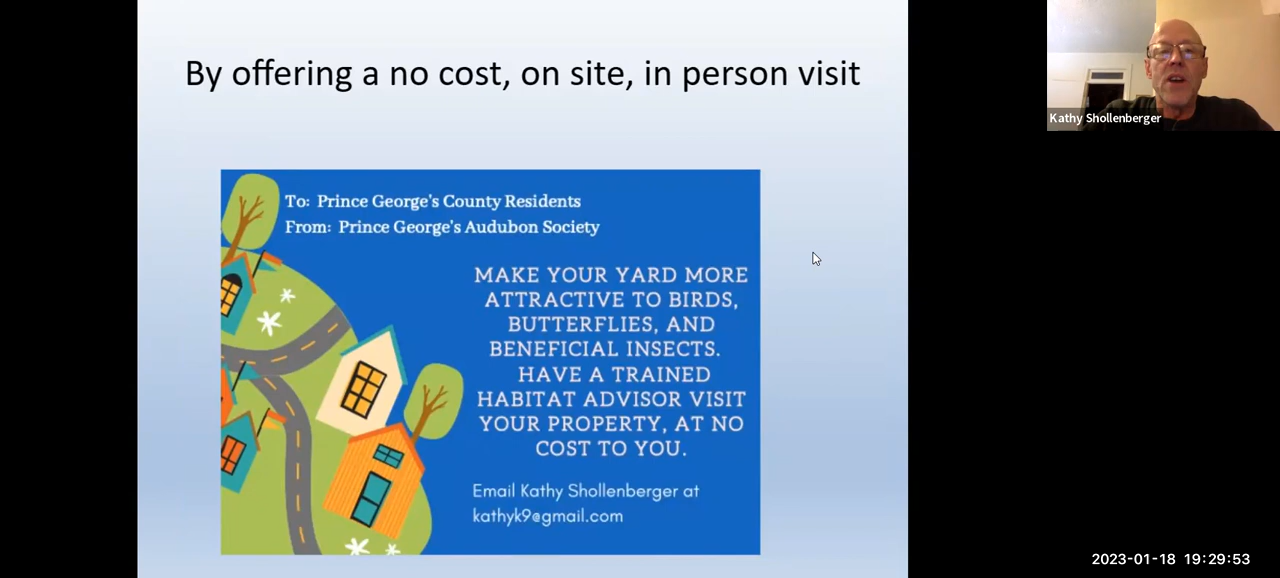 By offering a no cost, on site, in person visit
Kathy Shollenberger
To: Prince George's County Residents
From: Prince George's Audubon Society
MAKE YOUR YARD MORE
ATTRACTIVE TO BIRDS,
BUTTERFLIES, AND
BENEFICIAL INSECTS.
HAVE A TRAINED
HABITAT ADVISOR VISIT
YOUR PROPERTY, AT NO
COST TO YOU.
Email Kathy Shollenberger at
kathyk9@gmail.com
2023-01-18 19:29:53